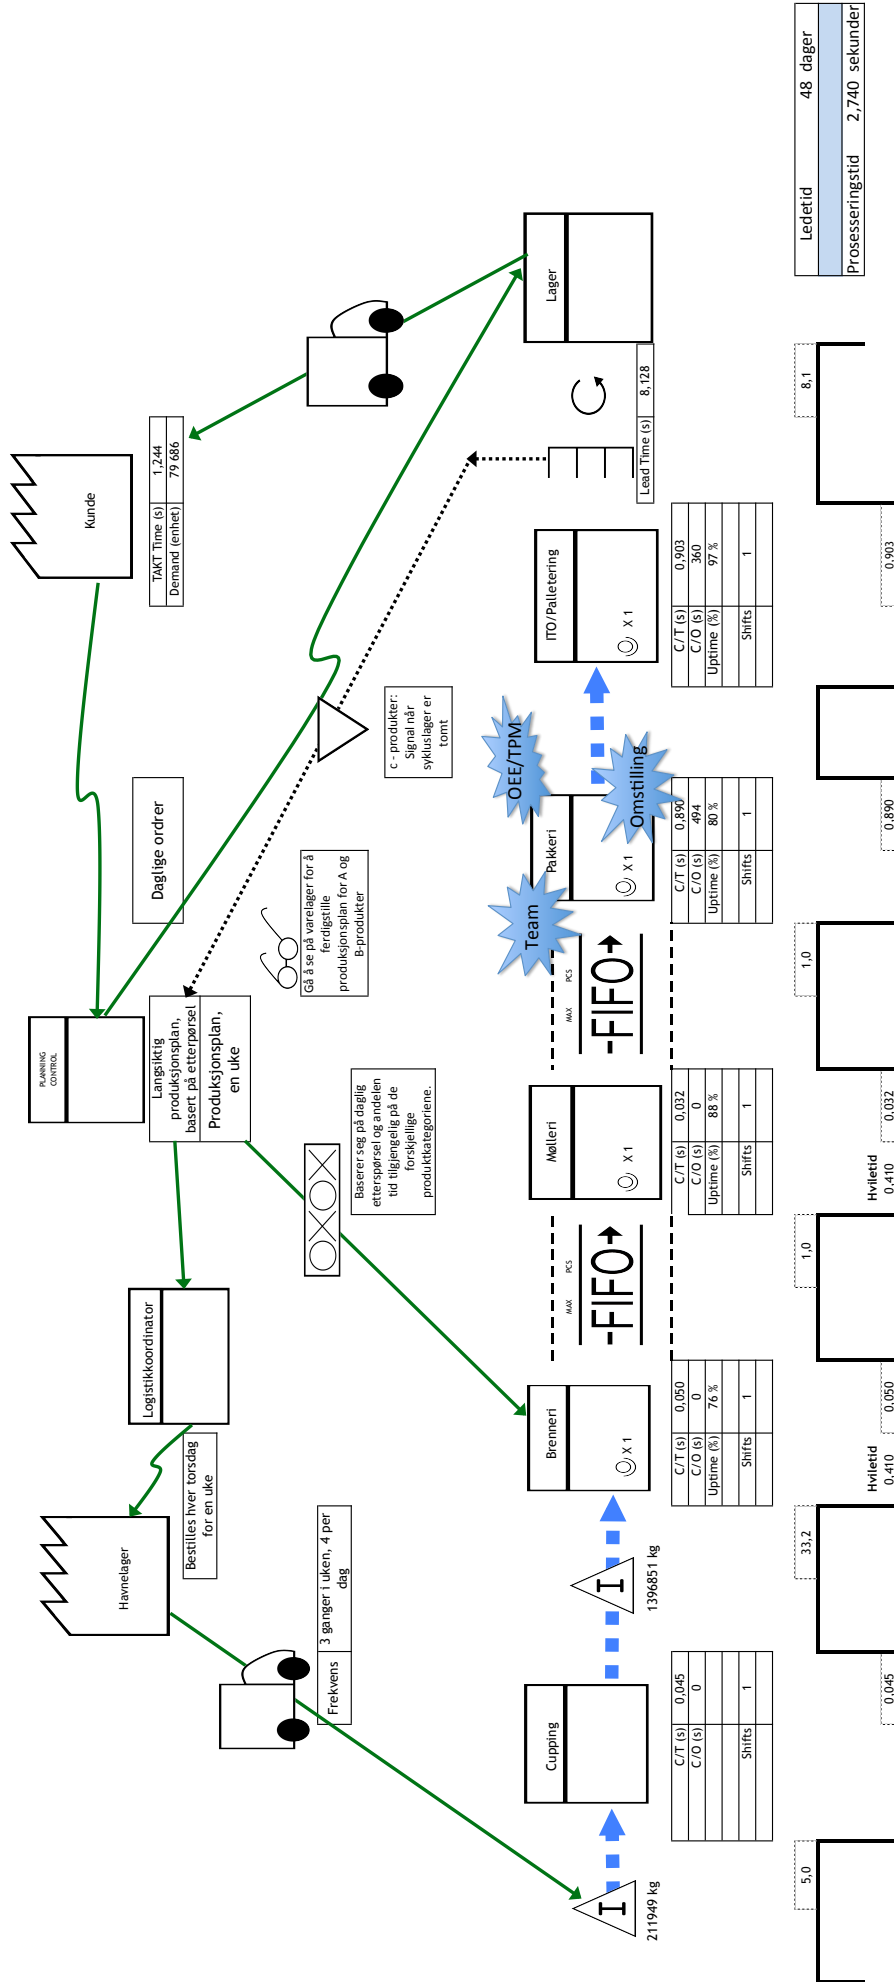 Kunde
TAKT Time (s) 1,244
Demand (enhet) 79 686
PLANNING
CONTROL
Daglige ordrer
Langsiktig
produksjonsplan,
basert på etterpørsel
Produksjonsplan,
en uke
Logistikkoordinator
Bestilles hver torsdag
for en uke
Havnelager
Frekvens 3 ganger i uken, 4 per
dag
OXOX
Baserer seg på daglig
etterspørsel og andelen
tid tilgjengelig på de
forskjellige
produktkategoriene.
Gå å se på varelager for å
ferdigstille
produksjonsplan for A og
B-produkter
c - produkter:
Signal når
sykluslager er
tomt
I
211949 kg
Cupping
C/T (s) 0,045
C/O (s) 0
Shifts 1
I
1396851 kg
Brenneri
X 1
C/T (s) 0,050
C/O (s) 0
Uptime (%) 76 %
Shifts 1
MAX PCS
-FIFO
Mølleri
X 1
C/T (s) 0,032
C/O (s) 0
Uptime (%) 88 %
Shifts 1
MAX PCS
-FIFO
Team
OEE/TPM
Omstilling
Pakkeri
X 1
C/T (s) 0,890
C/O (s) 494
Uptime (%) 80 %
Shifts 1
ITO/Palletering
X 1
C/T (s) 0,903
C/O (s) 360
Uptime (%) 97 %
Shifts 1
Lead Time (s) 8,128
Lager
5,0
0,045
33,2
Hviletid
0,410
0,050
1,0
Hviletid
0,410
0,032
1,0
0,890
0,903
8,1
Ledetid 48 dager
Prosesseringstid 2,740 sekunder